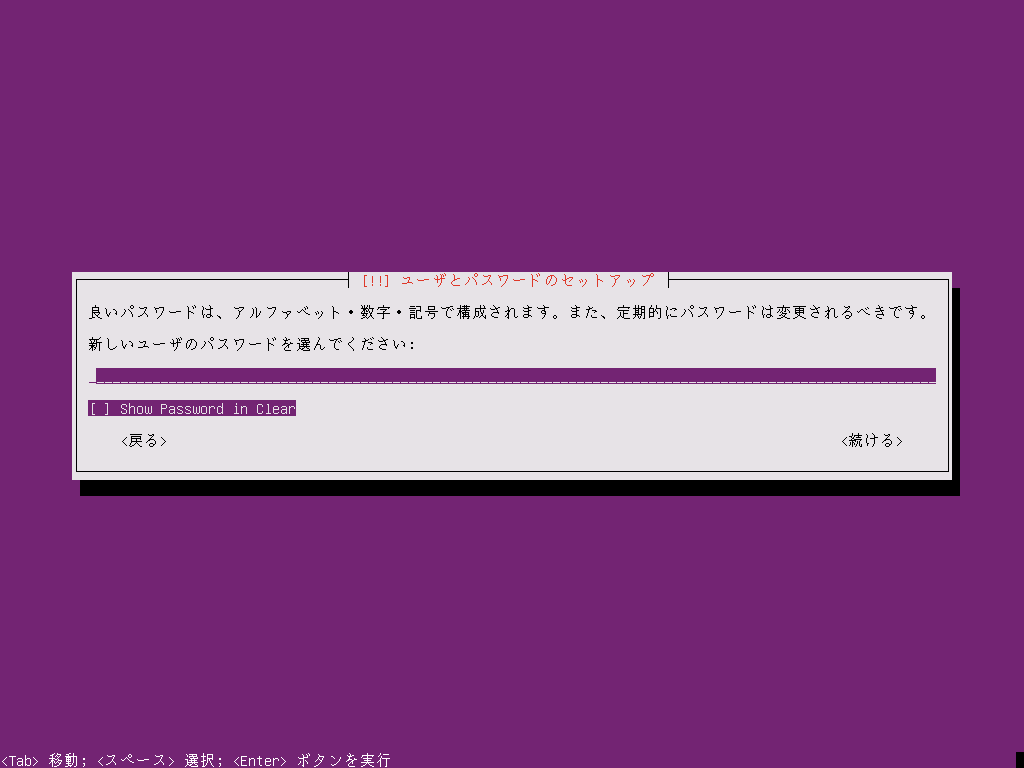 [!!] ユーザとパスワードのセットアップ
良いパスワードは、アルファベット・数字・記号で構成されます。また、定期的にパスワードは変更されるべきです。
新しいユーザのパスワードを選んでください:
[ ] Show Password in Clear
<戻る> <続ける>
<Tab> 移動; <スペース> 選択; <Enter> ボタンを実行